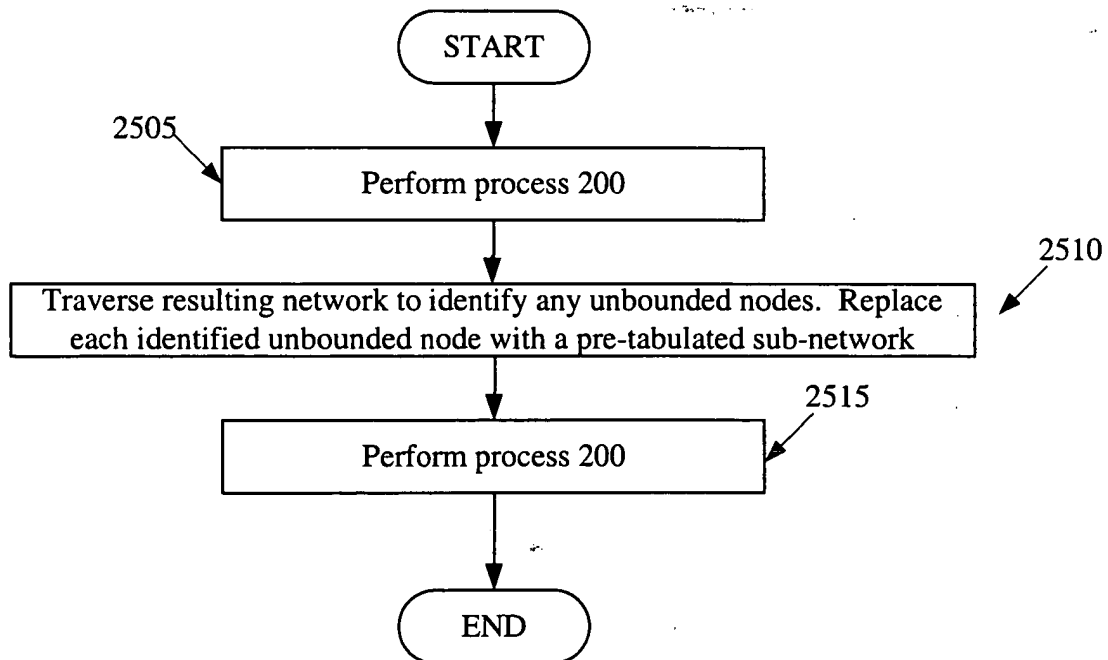 START
2505
Perform process 200
2510
Traverse resulting network to identify any unbounded nodes. Replace
each identified unbounded node with a pre-tabulated sub-network
2515
Perform process 200
END